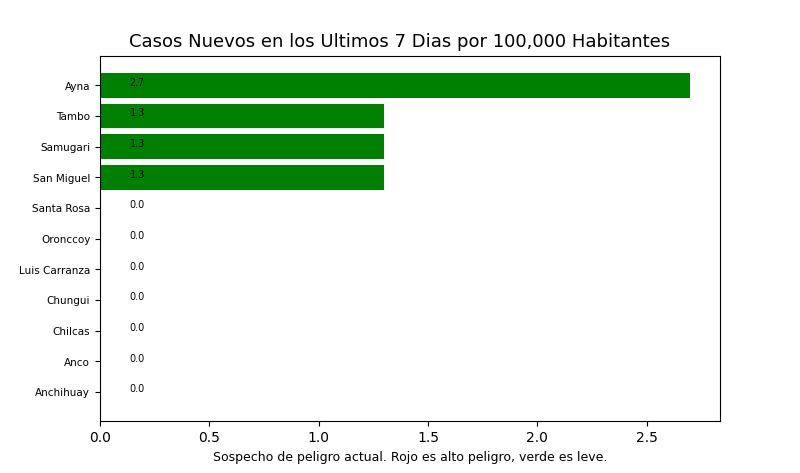 Casos Nuevos en los Ultimos 7 Dias por 100,000 Habitantes
Ayna 2.7
Tambo 1.3
Samugari 1.3
San Miguel 1.3
Santa Rosa 0.0
Oronccoy 0.0
Luis Carranza 0.0
Chungui 0.0
Chilcas 0.0
Anco 0.0
Anchihuay 0.0
0.0 0.5 1.0 1.5 2.0 2.5
Sospecho de peligro actual. Rojo es alto peligro, verde es leve.